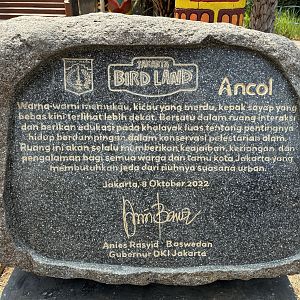 JAKARTA
BIRD LAND
Ancol
Warna-warni memukau, kicau yang merdu, kepak sayap yang
bebas kini terlihat lebih dekat. Bersatu dalam ruang interaksi
dan berikan edukasi pada khalayak luas tentang pentingnya
hidup berdampingan dalam konservasi pelestarian alam.
Ruang ini akan selalu memberikan keajaiban, keriangan, dan
pengalaman bagi semua warga dan tamu kota Jakarta yang
membutuhkan jeda dari riuhnya suasana urban.
Jakarta, 8 Oktober 2022
Anies Rasyid Baswedan
Gubernur DKI Jakarta